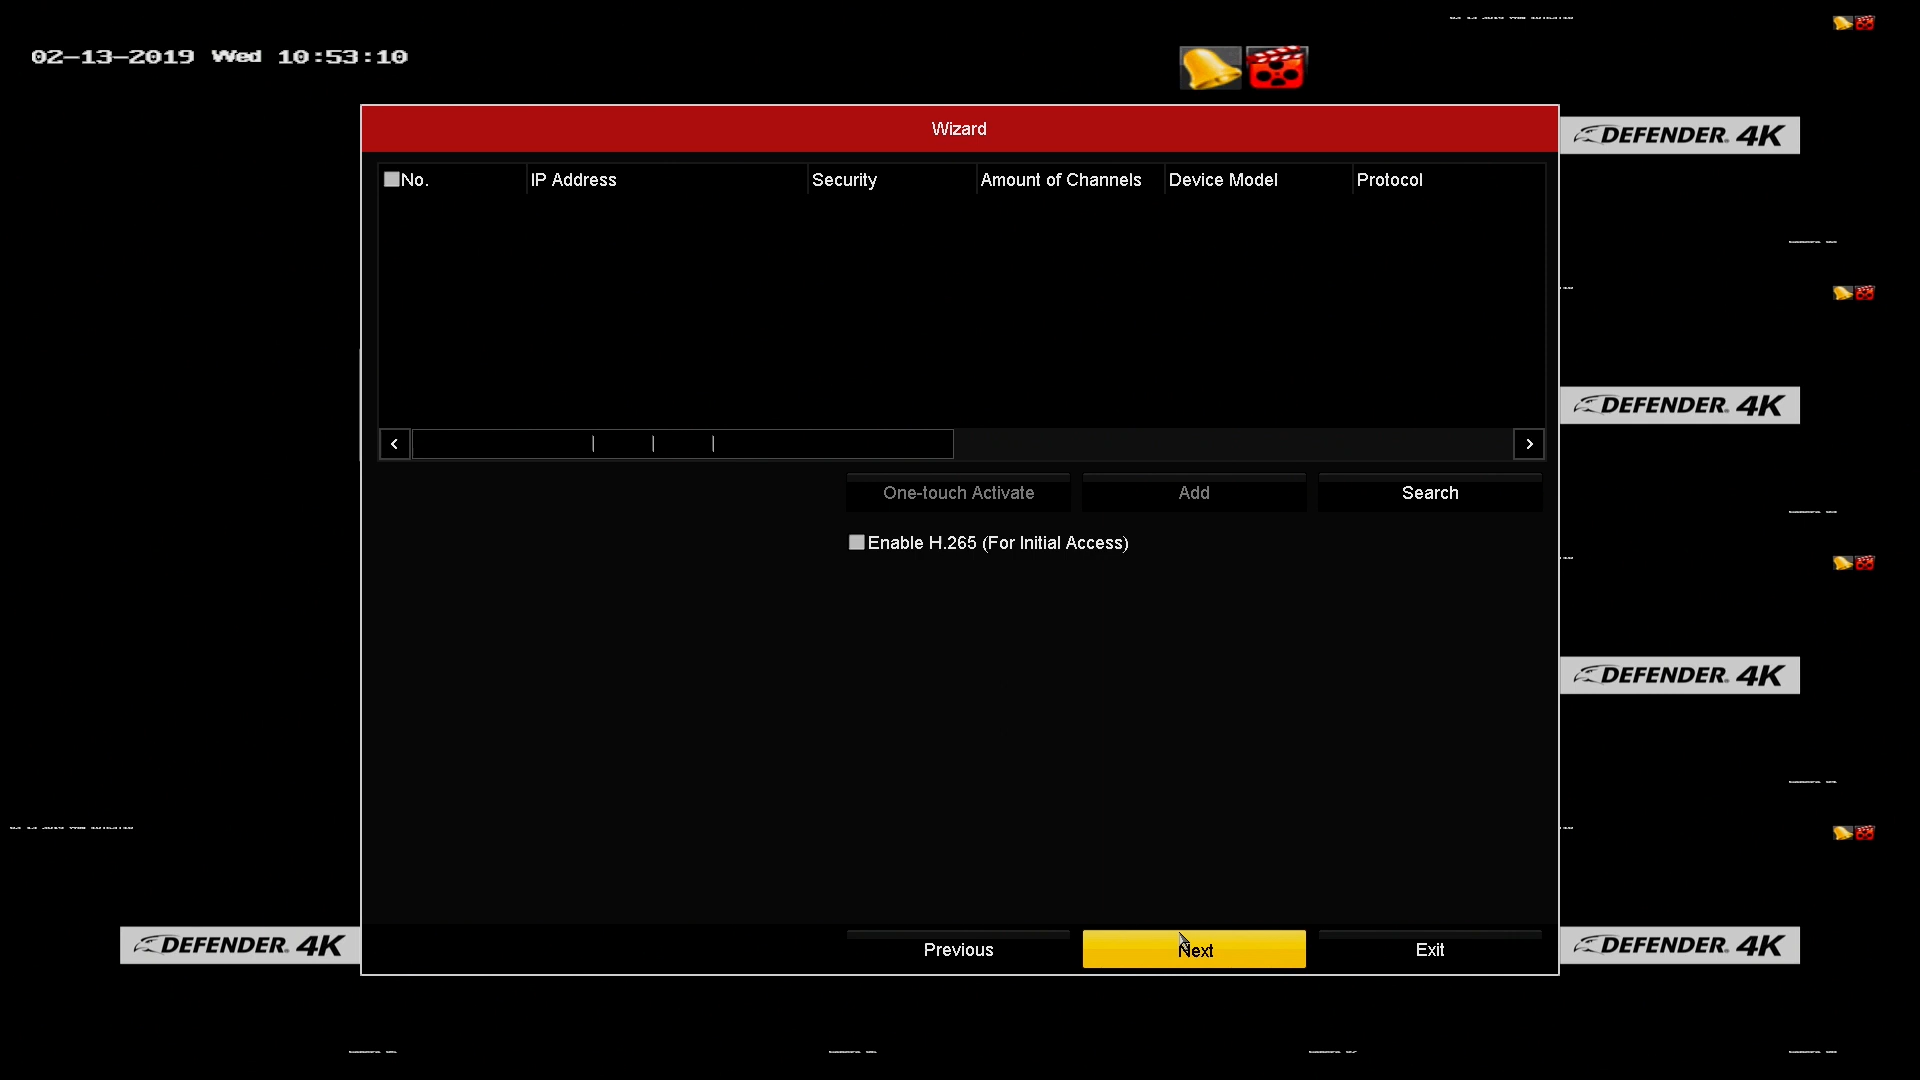 02-13-2019 Wed 10:53:10
Wizard
DEFENDER 4K
No. IP Address Security Amount of Channels Device Model Protocol
DEFENDER 4K
One-touch Activate Add Search
Enable H.265 (For Initial Access)
DEFENDER 4K
DEFENDER 4K
DEFENDER 4K
Previous Next Exit